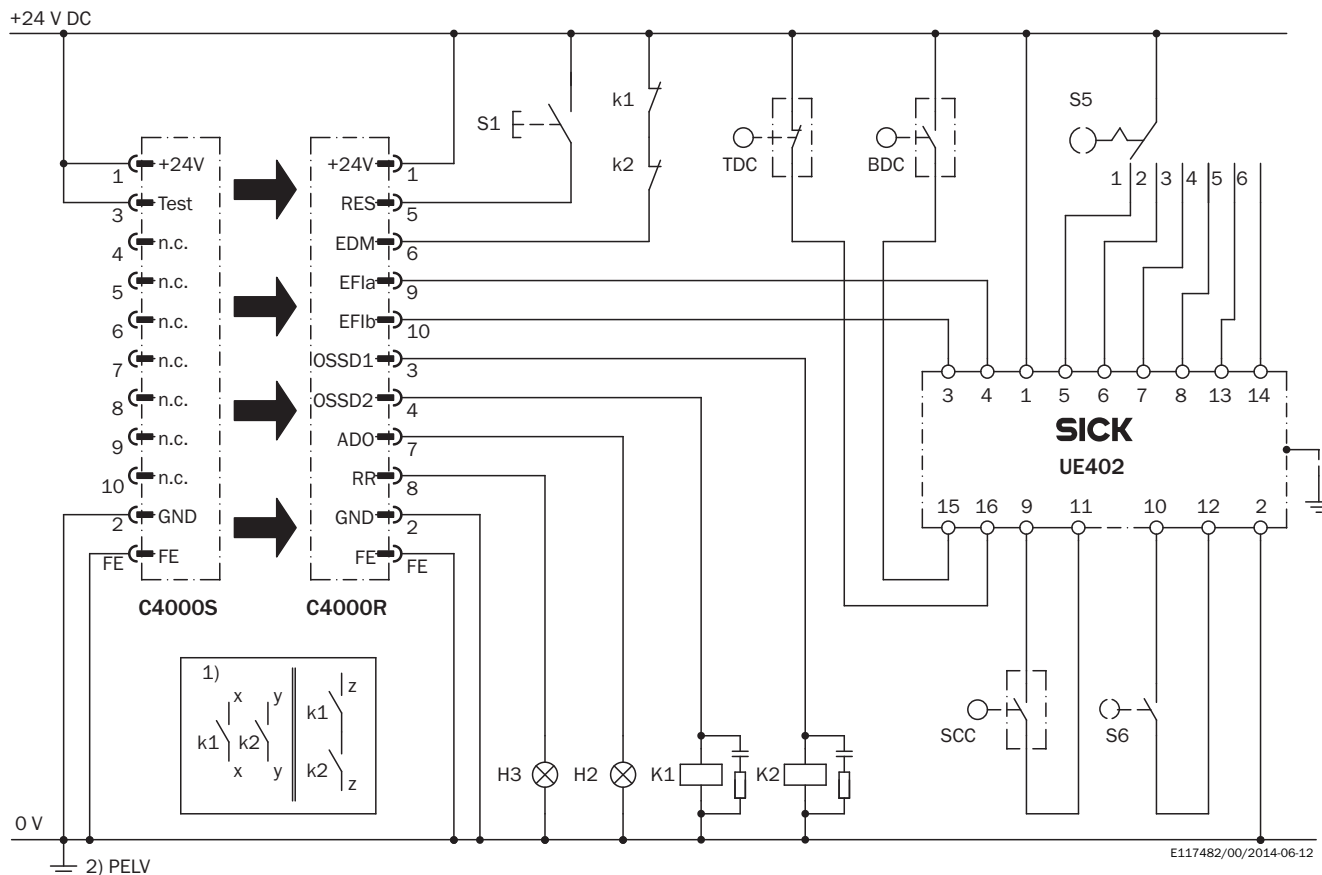 +24 V DC
S1
k1
k2
TDC
BDC
S5
1 2 3 4 5 6
1 +24V
3 Test
4 n.c.
5 n.c.
6 n.c.
7 n.c.
8 n.c.
9 n.c.
10 n.c.
2 GND
FE FE
C4000S
+24V 1
RES 5
EDM 6
EFIa 9
EFIb 10
OSSD1 3
OSSD2 4
ADO 7
RR 8
GND 2
FE FE
C4000R
3 4 1 5 6 7 8 13 14
SICK
UE402
15 16 9 11 10 12 2
1)
x y z
k1 k2 k1
k2
x y z
H3
H2
K1
K2
SCC
S6
0 V
2) PELV
E117482/00/2014-06-12